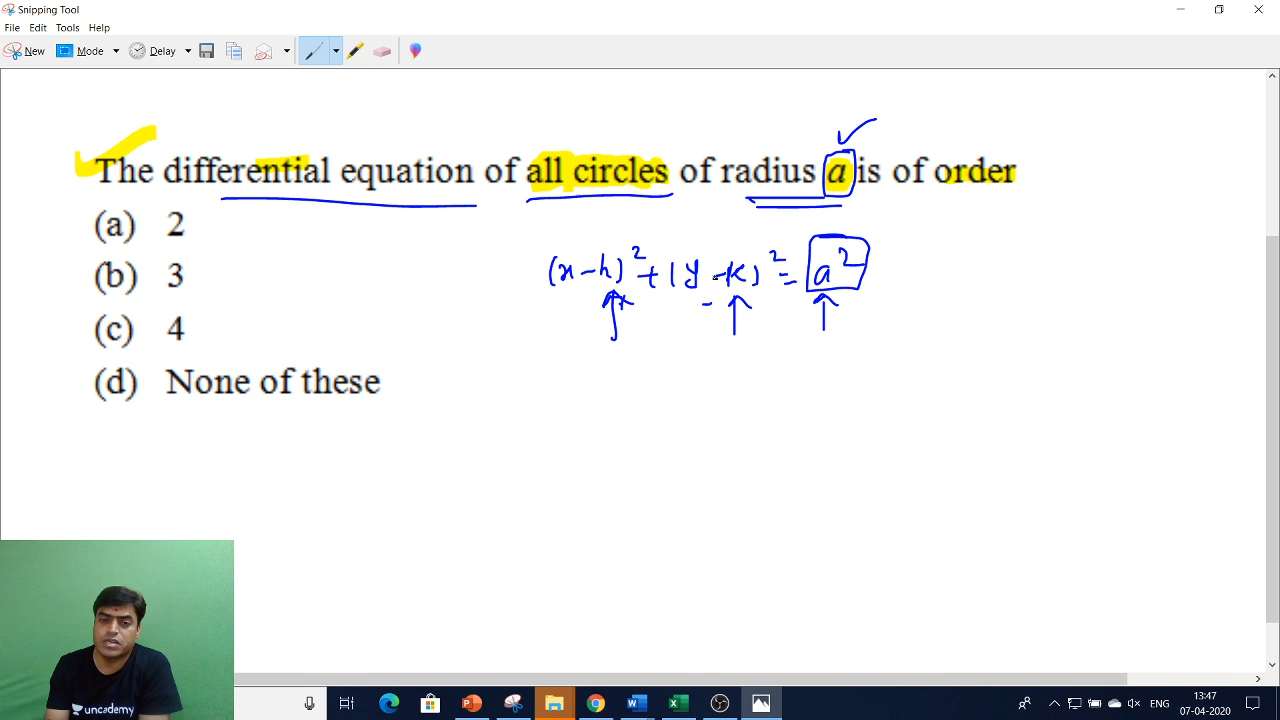 Snipping Tool
File Edit Tools Help
New Mode Delay
The differential equation of all circles of radius a is of order
(a) 2
(b) 3
(c) 4
(d) None of these
(x-h)²+(y-k)²=a²
unacademy
ENG
13:47
07-04-2020